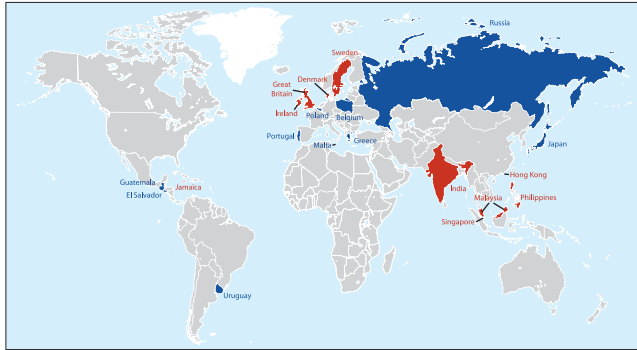 Russia
Sweden
Great
Britain
Denmark
Ireland
Poland
Belgium
Portugal
Malta
Greece
Japan
Guatemala
Jamaica
El Salvador
Hong Kong
India
Malaysia
Philippines
Singapore
Uruguay